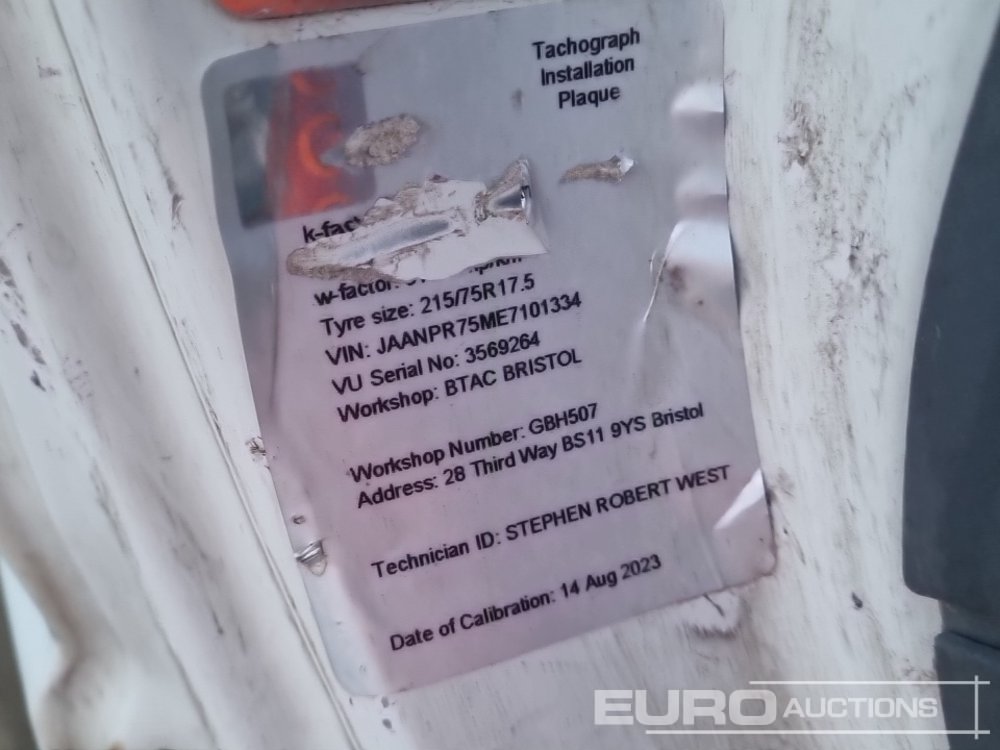 Tachograph
Installation
Plaque
w-factor:
Tyre size: 215/75R17.5
VIN: JAANPR75ME7101334
VU Serial No: 3569264
Workshop: BTAC BRISTOL
Workshop Number: GBH507
Address: 28 Third Way BS11 9YS Bristol
Technician ID: STEPHEN ROBERT WEST
Date of Calibration: 14 Aug 2023
EURO AUCTIONS